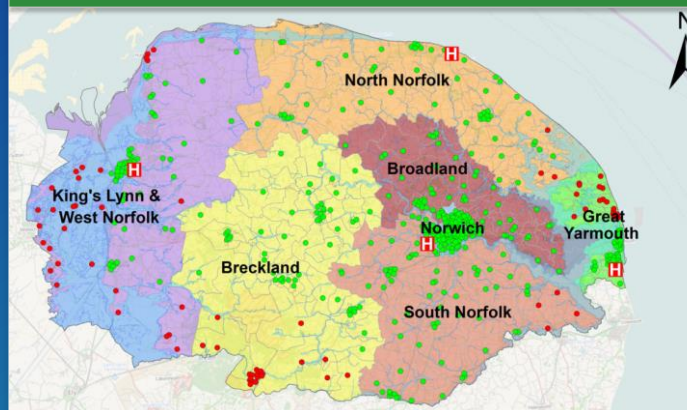 N
H
North Norfolk
Broadland
H
King's Lynn &
West Norfolk
Great
Yarmouth
Norwich
H
Breckland
H
South Norfolk